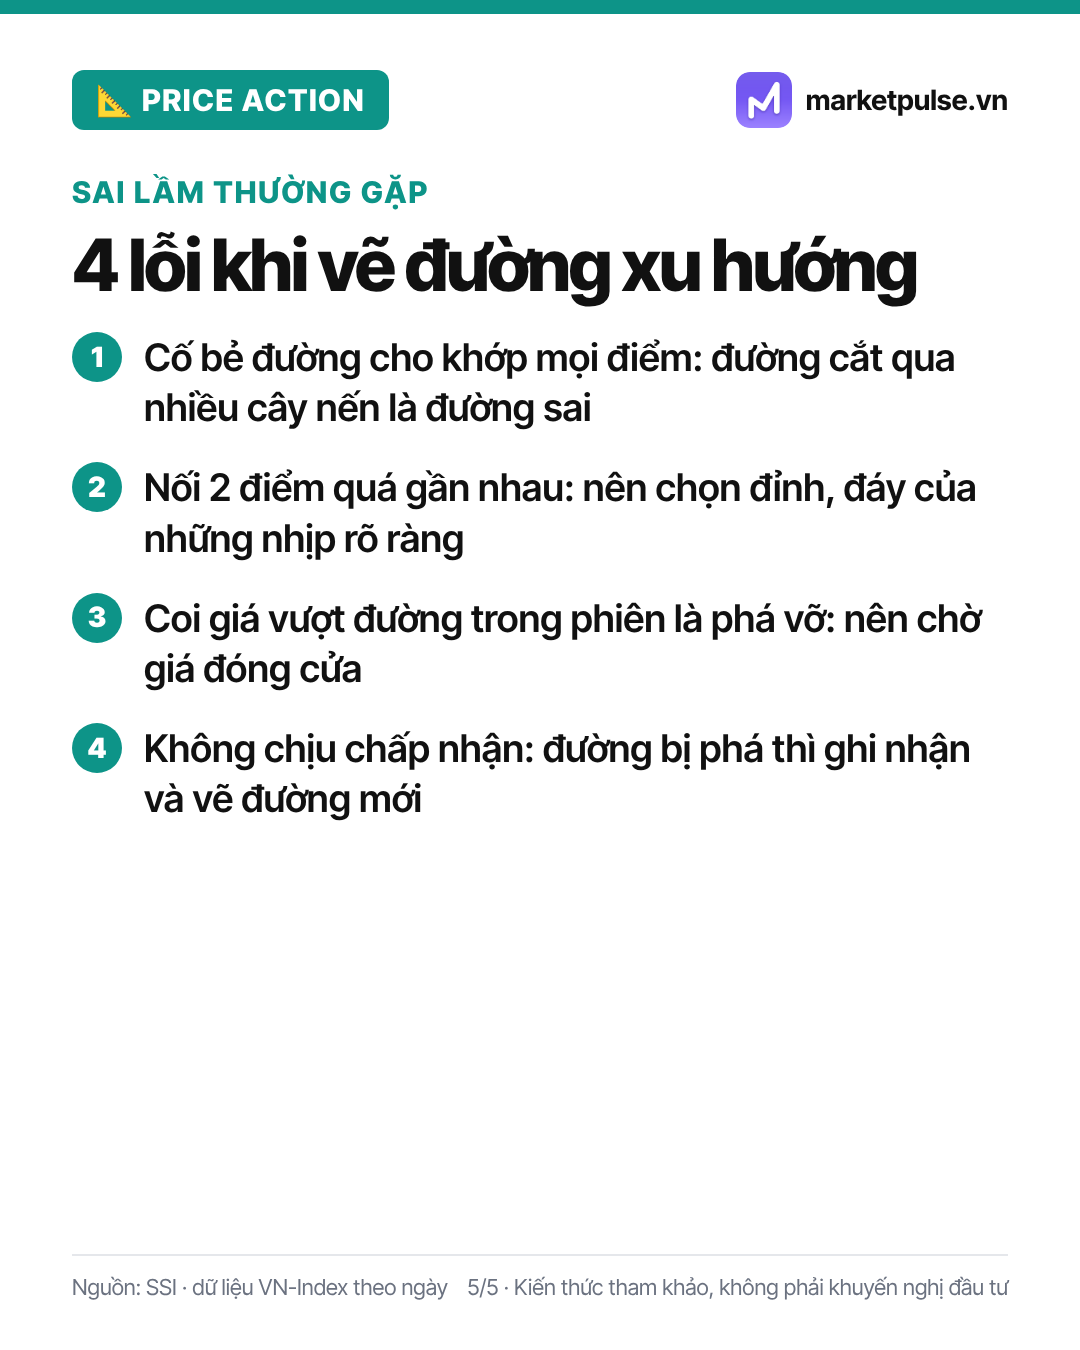 📐 PRICE ACTION
marketpulse.vn
SAI LẦM THƯỜNG GẶP
4 lỗi khi vẽ đường xu hướng
1 Cố bẻ đường cho khớp mọi điểm: đường cắt qua
nhiều cây nến là đường sai
2 Nối 2 điểm quá gần nhau: nên chọn đỉnh, đáy của
những nhịp rõ ràng
3 Coi giá vượt đường trong phiên là phá vỡ: nên chờ
giá đóng cửa
4 Không chịu chấp nhận: đường bị phá thì ghi nhận
và vẽ đường mới
Nguồn: SSI · dữ liệu VN-Index theo ngày
5/5 · Kiến thức tham khảo, không phải khuyến nghị đầu tư